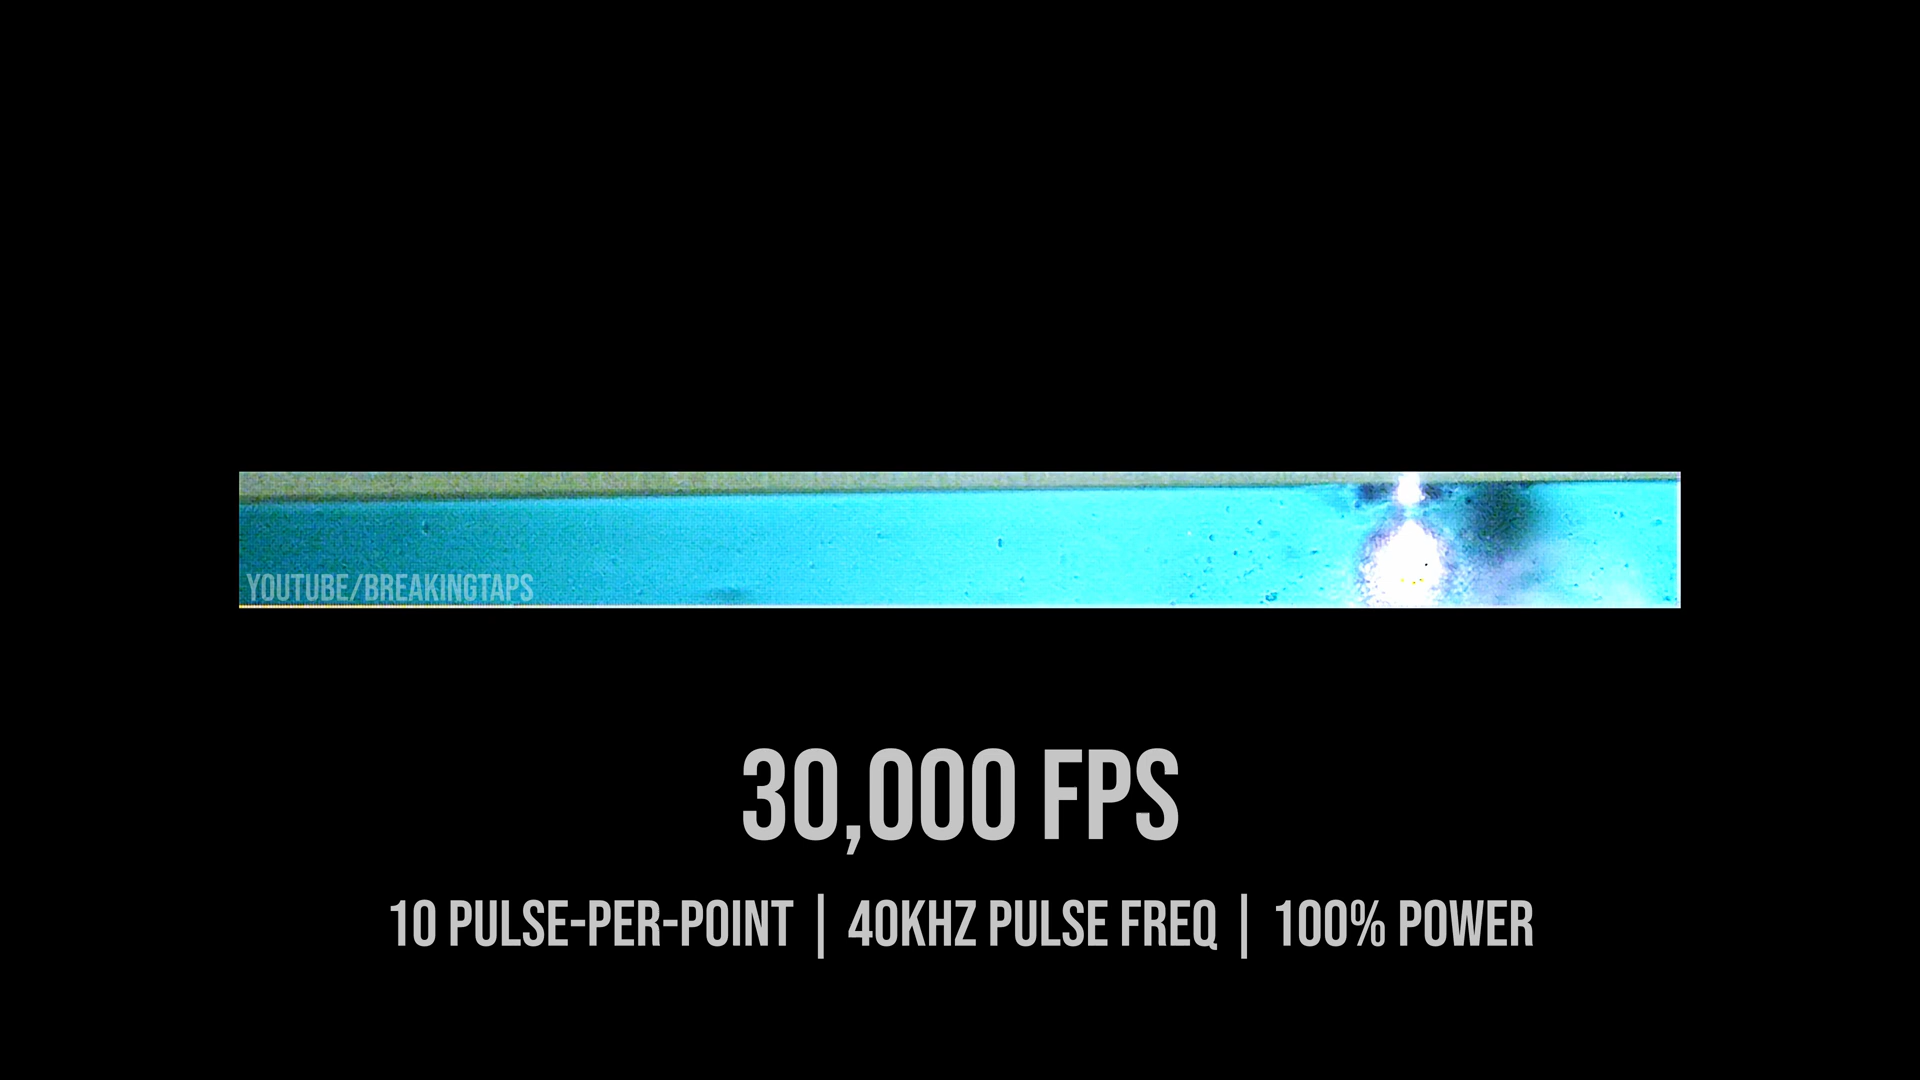 YOUTUBE/BREAKINGTAPS
30,000 FPS
10 PULSE-PER-POINT | 40KHZ PULSE FREQ | 100% POWER